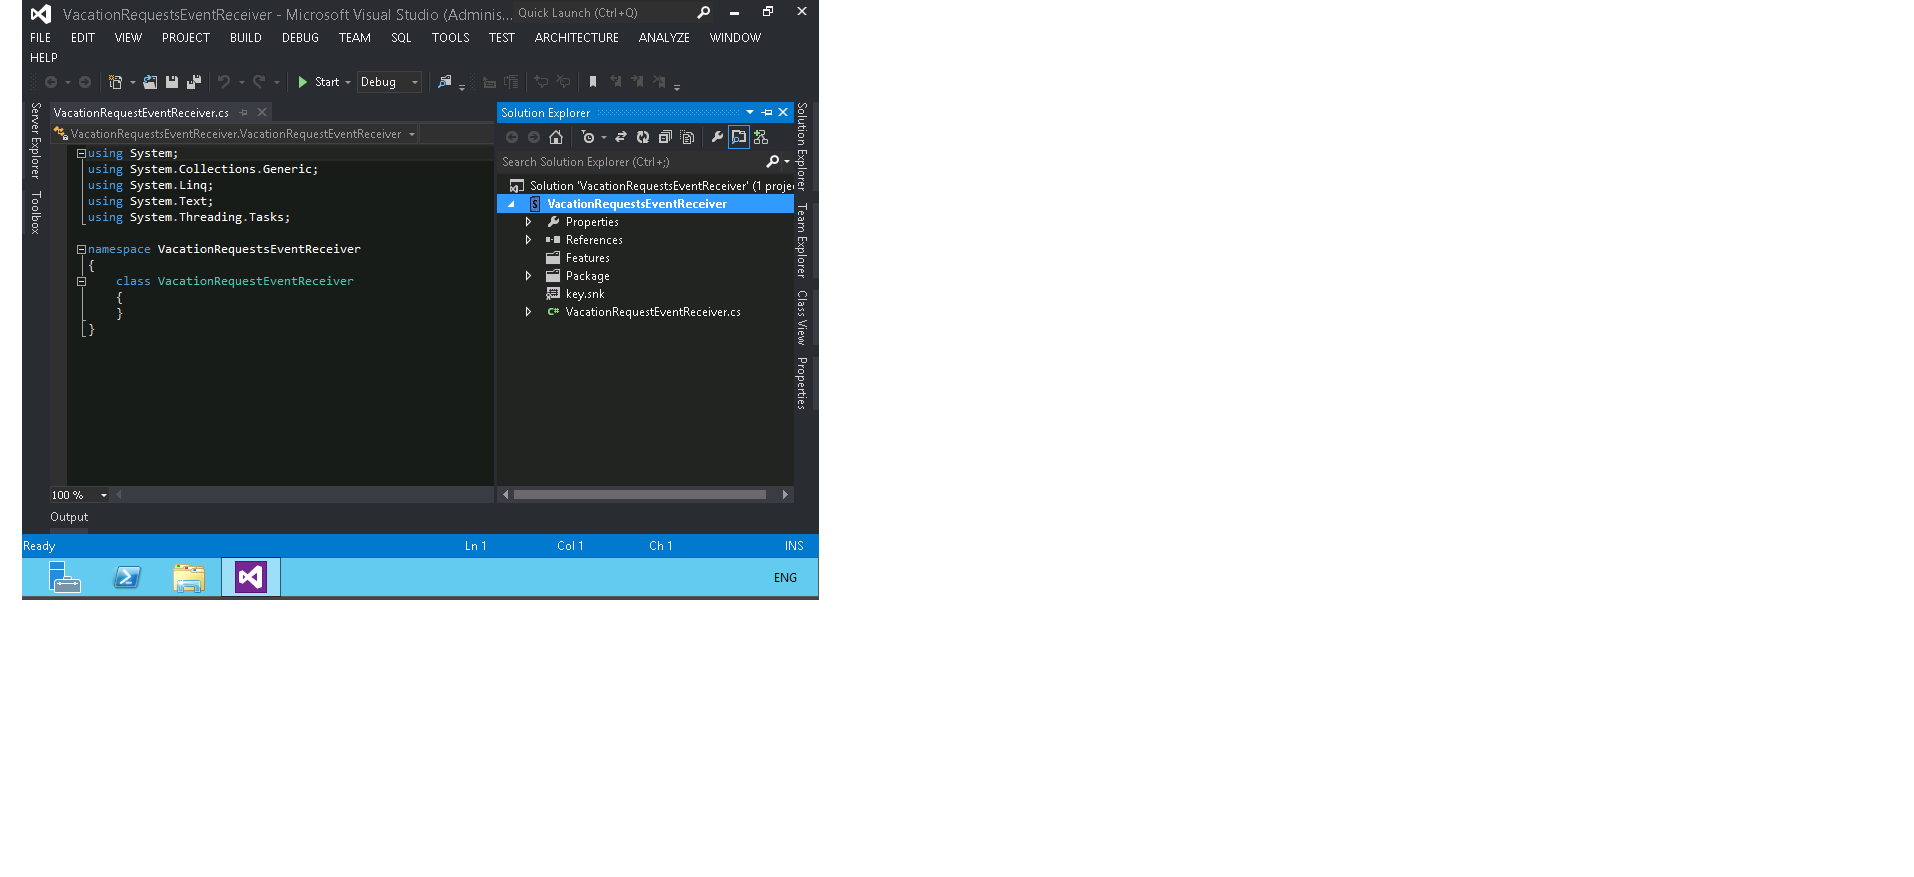 VacationRequestsEventReceiver - Microsoft Visual Studio (Adminis... Quick Launch (Ctrl+Q)
FILE EDIT VIEW PROJECT BUILD DEBUG TEAM SQL TOOLS TEST ARCHITECTURE ANALYZE WINDOW
HELP
Start Debug
Server Explorer
Toolbox
VacationRequestEventReceiver.cs
VacationRequestsEventReceiver.VacationRequestEventReceiver
using System;
using System.Collections.Generic;
using System.Linq;
using System.Text;
using System.Threading.Tasks;
namespace VacationRequestsEventReceiver
{
class VacationRequestEventReceiver
{
}
}
100 %
Solution Explorer
Search Solution Explorer (Ctrl+;)
Solution 'VacationRequestsEventReceiver' (1 projec
VacationRequestsEventReceiver
Properties
References
Features
Package
key.snk
C# VacationRequestEventReceiver.cs
Solution Explorer
Team Explorer
Class View
Properties
Output
Ready Ln 1 Col 1 Ch 1 INS
ENG